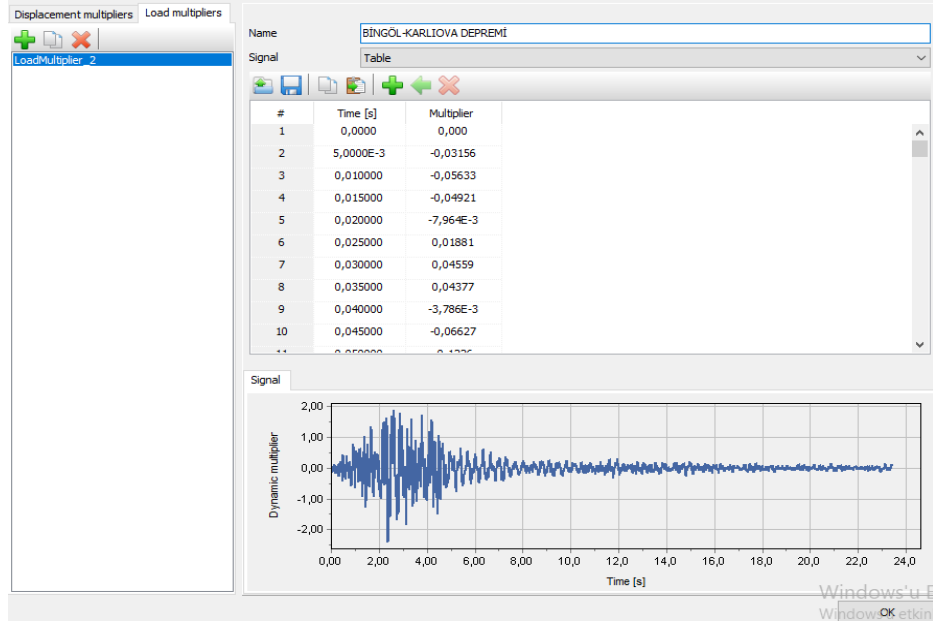 Displacement multipliers Load multipliers
LoadMultiplier_2
Name BİNGÖL-KARLIOVA DEPREMİ
Signal Table
# Time [s] Multiplier
1 0,0000 0,000
2 5,0000E-3 -0,03156
3 0,010000 -0,05633
4 0,015000 -0,04921
5 0,020000 -7,964E-3
6 0,025000 0,01881
7 0,030000 0,04559
8 0,035000 0,04377
9 0,040000 -3,786E-3
10 0,045000 -0,06627
Signal
2,00
1,00
0,00
-1,00
-2,00
Dynamic multiplier
0,00 2,00 4,00 6,00 8,00 10,0 12,0 14,0 16,0 18,0 20,0 22,0 24,0
Time [s]
Windows'u E
Windows'u etkin
OK